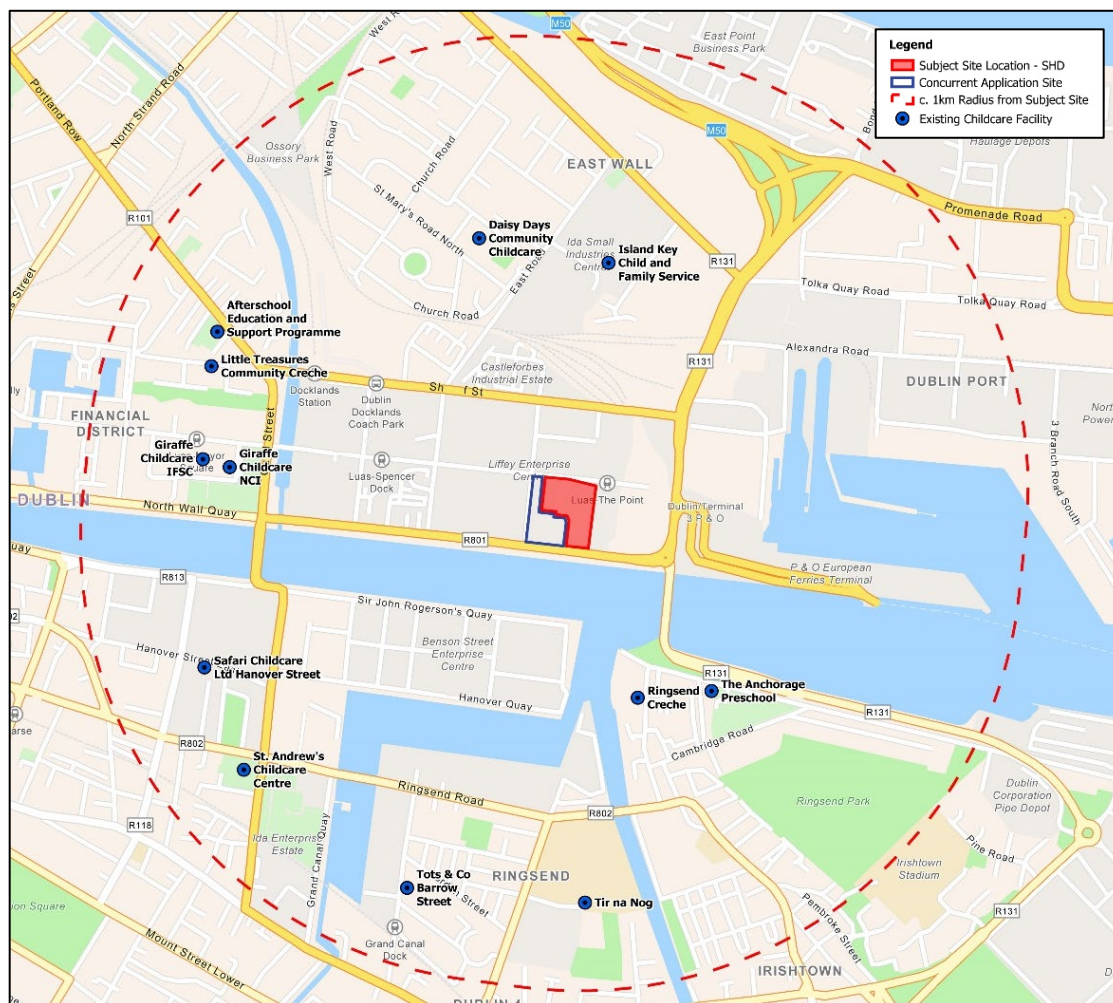 M50
East Point
Business Park
West Road
Legend
Subject Site Location - SHD
Concurrent Application Site
c. 1km Radius from Subject Site
Existing Childcare Facility
Portland Row
North Strand Road
Ossory
Business Park
West Road
Church Road
M50
Haulage Depots
EAST WALL
St Mary's Road North
R101
Daisy Days
Community
Childcare
Ida Small
Industries
Island Key
Child and
Family Service
East Road
Promenade Road
R131
Tolka Quay Road
Tolka Quay Road
Afterschool
Education and
Support Programme
Church Road
Little Treasures
Community Creche
R131
Alexandra Road
Castleforbes
Industrial Estate
Docklands
Station
Dublin
Docklands
Coach Park
DUBLIN PORT
FINANCIAL
DISTRICT
Giraffe
Childcare
IFSC
Giraffe
Childcare
NCI
Square
Street
Luas-Spencer
Dock
Liffey Enterprise
Luas-The Point
3 Branch Road South
DUBLIN
North Wall Quay
R801
Dublin/Terminal
3 P & O
P & O European
Ferries Terminal
R813
Sir John Rogerson's Quay
Benson Street
Enterprise
Centre
Hanover Street
Safari Childcare
Ltd Hanover Street
Hanover Quay
Ringsend
Creche
R131
The Anchorage
Preschool
R131
Cambridge Road
R802
St. Andrew's
Childcare
Centre
Ringsend Road
R802
Ringsend Park
Dublin
Corporation
Pipe Depot
R118
Ida Enterprise
Estate
Grand Canal Quay
Pine Road
Irishtown
Stadium
Tots & Co
Barrow
Street
Street
RINGSEND
Tir na Nog
Pembroke Street
R131
Grand Canal
Dock
Mount Street Lower
IRISHTOWN
DUBLIN 4